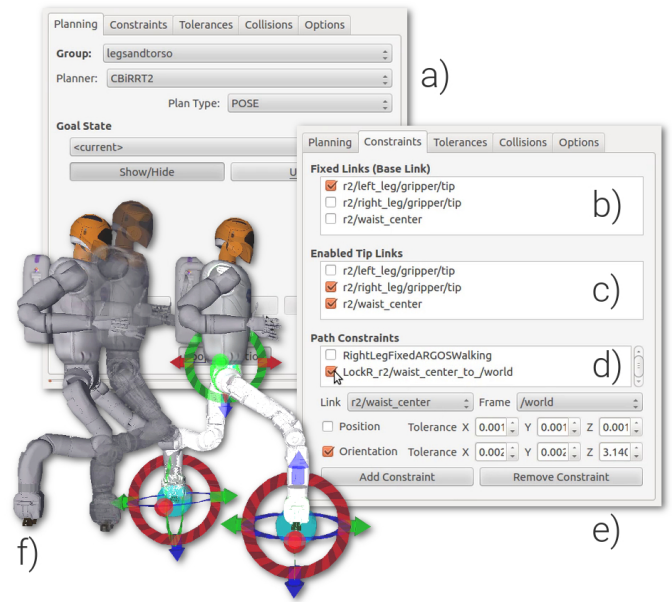 Planning Constraints Tolerances Collisions Options
Group: legsandtorso
Planner: CBiRRT2
Plan Type: POSE
Goal State
<current>
Show/Hide U
a)
Planning Constraints Tolerances Collisions Options
Fixed Links (Base Link)
r2/left_leg/gripper/tip
r2/right_leg/gripper/tip
r2/waist_center
b)
Enabled Tip Links
r2/left_leg/gripper/tip
r2/right_leg/gripper/tip
r2/waist_center
c)
Path Constraints
RightLegFixedARGOSWalking
LockR_r2/waist_center_to_/world
d)
Link r2/waist_center Frame /world
Position Tolerance X 0.001 Y 0.001 Z 0.001
Orientation Tolerance X 0.002 Y 0.002 Z 3.140
Add Constraint Remove Constraint
e)
f)